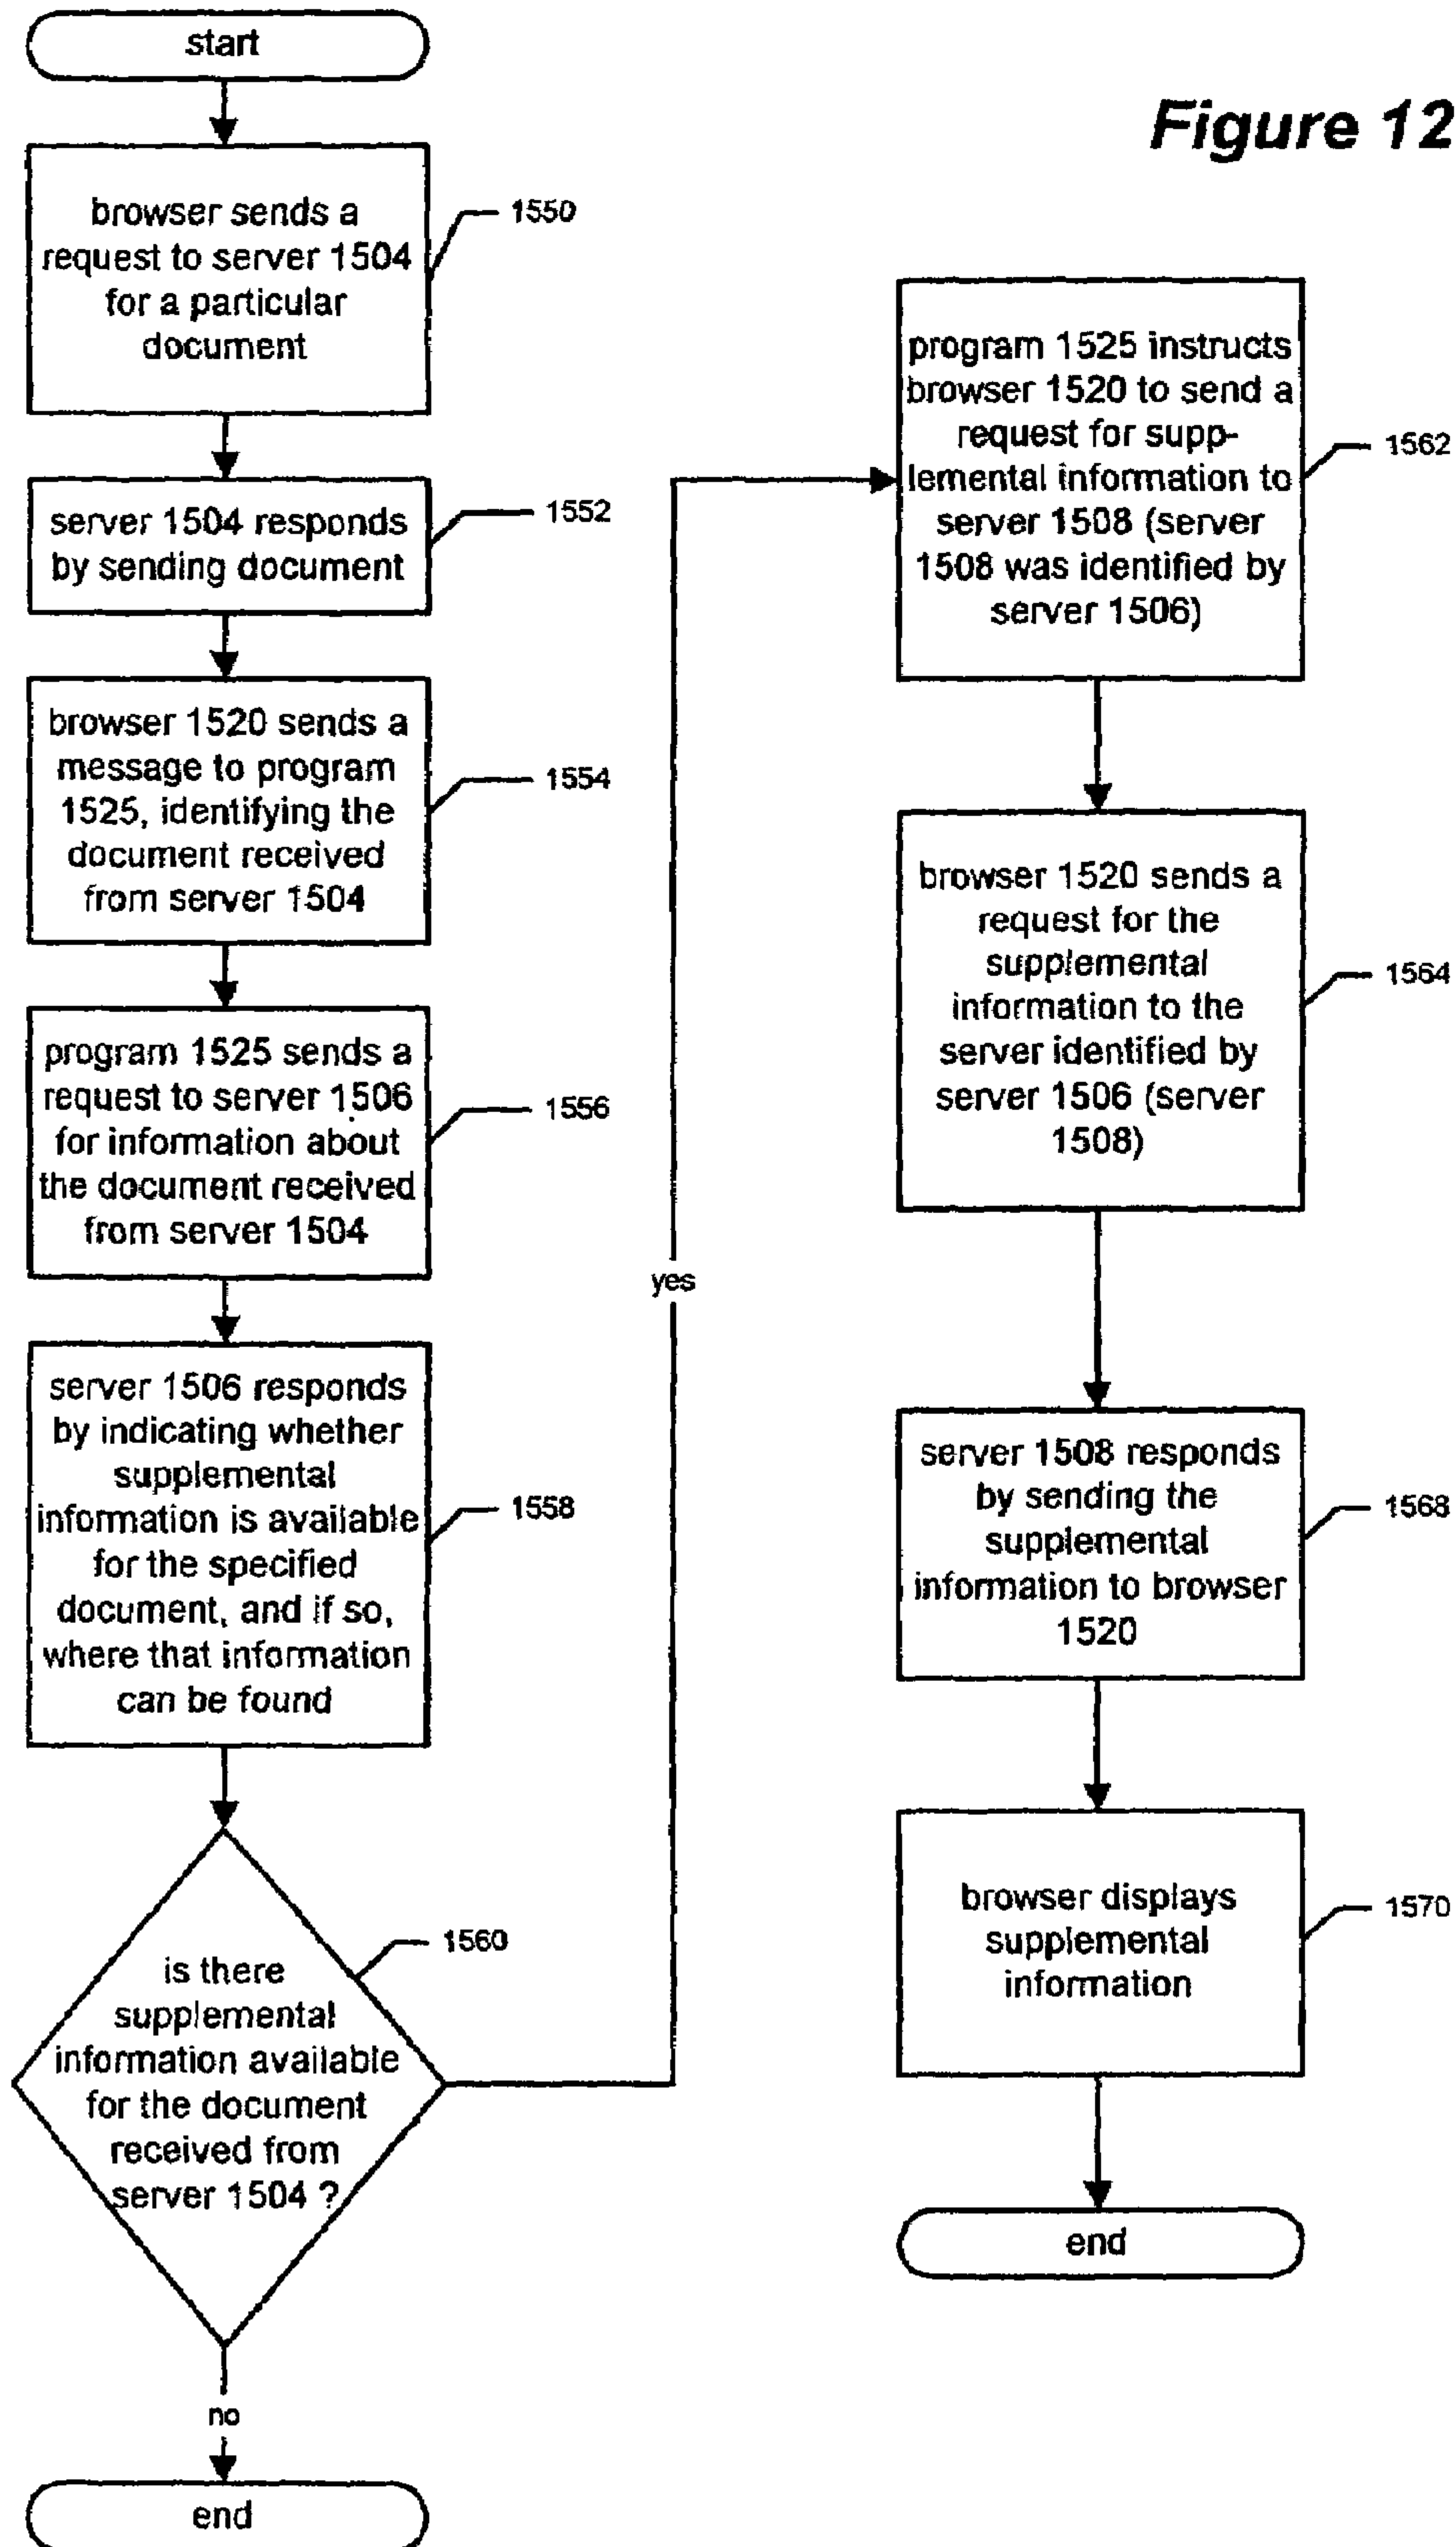 start
Figure 12
browser sends a
request to server 1504
for a particular
document
1550
server 1504 responds
by sending document
1552
browser 1520 sends a
message to program
1525, identifying the
document received
from server 1504
1554
program 1525 sends a
request to server 1506
for information about
the document received
from server 1504
1556
server 1506 responds
by indicating whether
supplemental
information is available
for the specified
document, and if so,
where that information
can be found
1558
is there
supplemental
information available
for the document
received from
server 1504 ?
1560
no
end
yes
program 1525 instructs
browser 1520 to send a
request for supp-
lemental information to
server 1508 (server
1508 was identified by
server 1506)
1562
browser 1520 sends a
request for the
supplemental
information to the
server identified by
server 1506 (server
1508)
1564
server 1508 responds
by sending the
supplemental
information to browser
1520
1568
browser displays
supplemental
information
1570
end